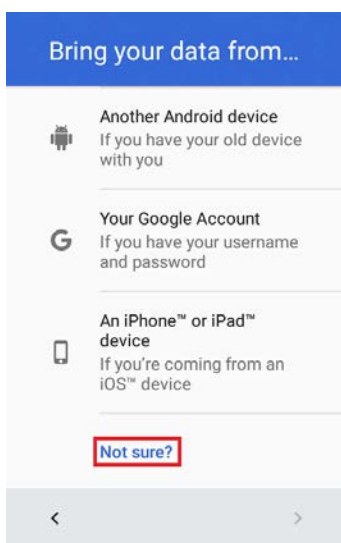 Bring your data from...
Another Android device
If you have your old device
with you
Your Google Account
If you have your username
and password
An iPhone™ or iPad™
device
If you're coming from an
iOS™ device
Not sure?